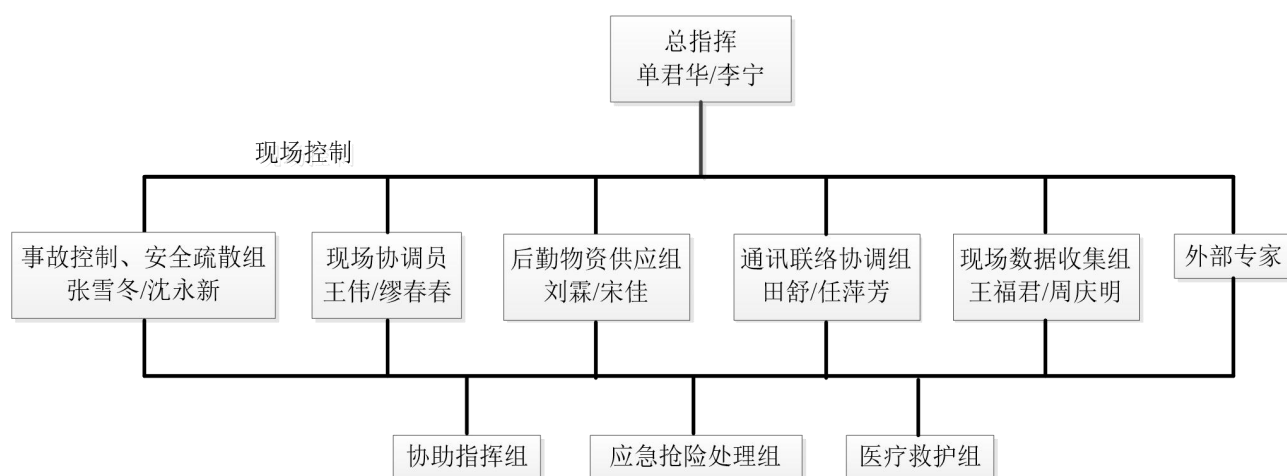 总指挥
单君华/李宁
现场控制
事故控制、安全疏散组
张雪冬/沈永新
现场协调员
王伟/缪春春
后勤物资供应组
刘霖/宋佳
通讯联络协调组
田舒/任萍芳
现场数据收集组
王福君/周庆明
外部专家
协助指挥组
应急抢险处理组
医疗救护组